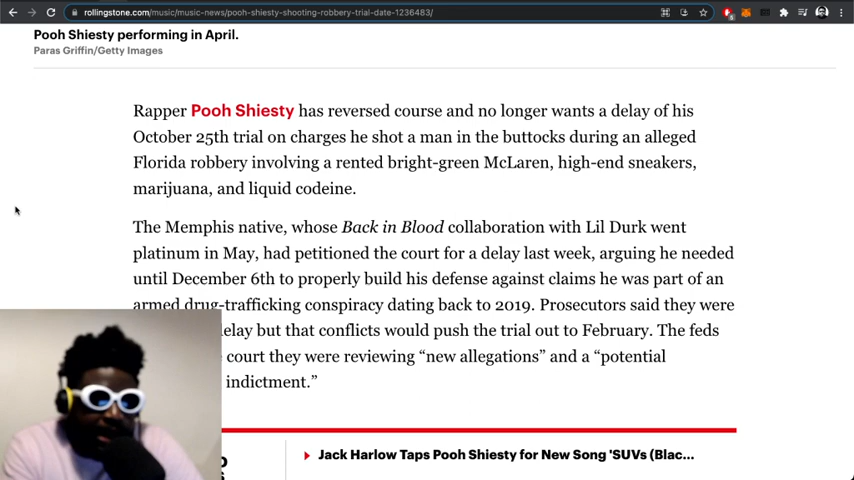 rollingstone.com/music/music-news/pooh-shiesty-shooting-robbery-trial-date-1236483/
Pooh Shiesty performing in April.
Paras Griffin/Getty Images
Rapper Pooh Shiesty has reversed course and no longer wants a delay of his
October 25th trial on charges he shot a man in the buttocks during an alleged
Florida robbery involving a rented bright-green McLaren, high-end sneakers,
marijuana, and liquid codeine.
The Memphis native, whose Back in Blood collaboration with Lil Durk went
platinum in May, had petitioned the court for a delay last week, arguing he needed
until December 6th to properly build his defense against claims he was part of an
armed drug-trafficking conspiracy dating back to 2019. Prosecutors said they were
delay but that conflicts would push the trial out to February. The feds
court they were reviewing “new allegations” and a “potential
indictment.”
Jack Harlow Taps Pooh Shiesty for New Song 'SUVs (Blac...